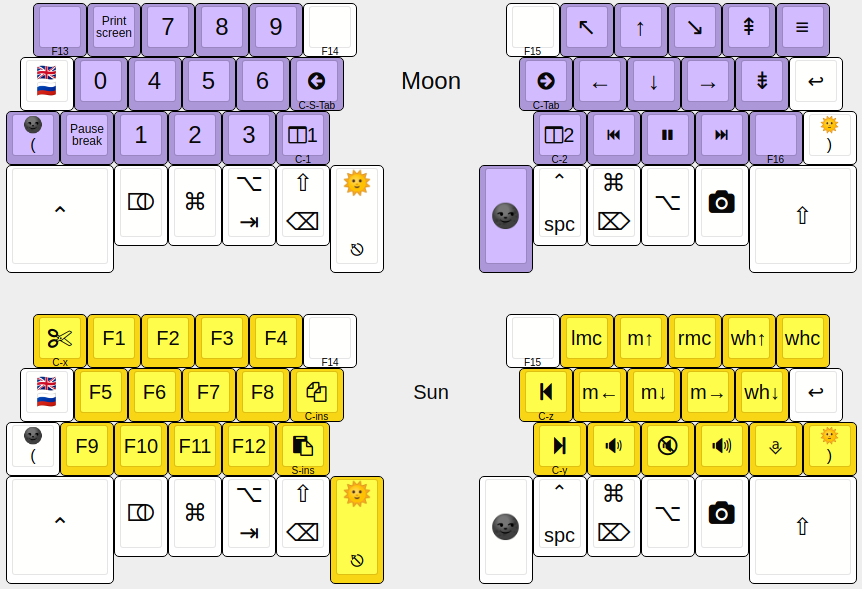 Print
screen 7 8 9
F13 F14
F15 ↖ ↑ ↘ ⇞ ≡
🇬🇧
🇷🇺 0 4 5 6
C-S-Tab
Moon
← ↓ → ⇟ ↩
C-Tab
🌚
( Pause
break 1 2 3 ◫1
C-1
◫2 ⏮ ⏸ ⏭ 🌞
)
C-2 F16
⌃ ⎄ ⌘ ⌥
⇥ ⇧
⌫ 🌞
⎋
🌚 ⌃
spc ⌘
⌦ ⌥ 📷 ⇧
✄ F1 F2 F3 F4
C-x F14
F15 lmc m↑ rmc wh↑ whc
🇬🇧
🇷🇺 F5 F6 F7 F8
C-ins
Sun
m← m↓ m→ wh↓ ↩
C-z
🌚
( F9 F10 F11 F12
S-ins
🔉 🔇 🔊 🌞
)
C-y
⌃ ⎄ ⌘ ⌥
⇥ ⇧
⌫ 🌞
⎋
🌚 ⌃
spc ⌘
⌦ ⌥ 📷 ⇧